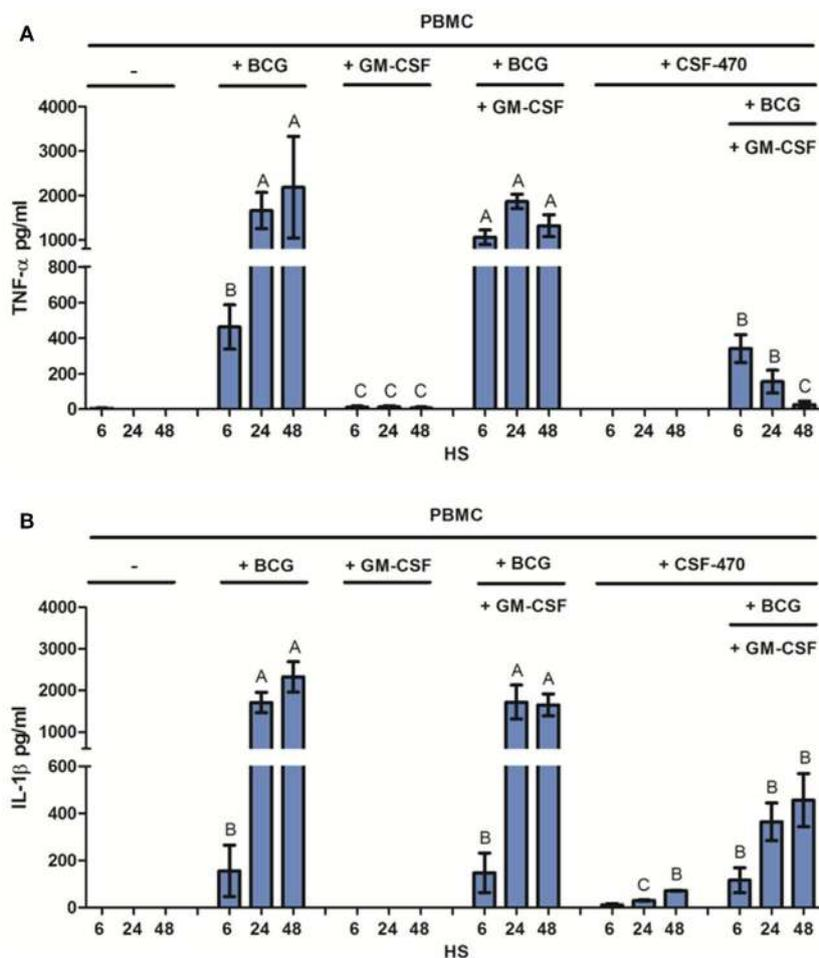 A
PBMC
- + BCG + GM-CSF + BCG + CSF-470
+ GM-CSF + BCG
+ GM-CSF
TNF-α pg/ml
4000
3000
2000
1000
800
600
400
200
0
B A A C C C A A A B B C
6 24 48 6 24 48 6 24 48 6 24 48 6 24 48 6 24 48
HS
B
PBMC
- + BCG + GM-CSF + BCG + CSF-470
+ GM-CSF + BCG
+ GM-CSF
IL-1β pg/ml
4000
3000
2000
1000
600
400
200
0
B A A B A A C B B B B
6 24 48 6 24 48 6 24 48 6 24 48 6 24 48 6 24 48
HS